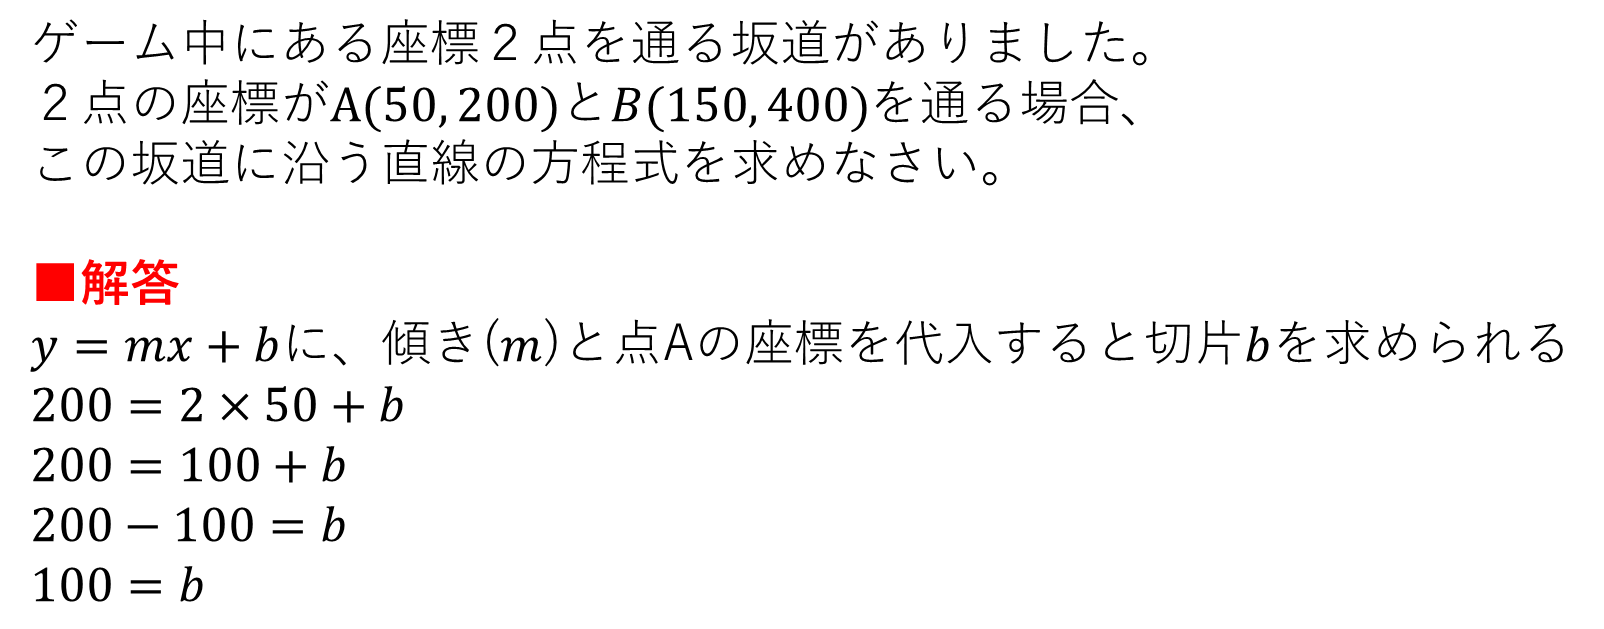 ゲーム中にある座標２点を通る坂道がありました。
２点の座標がA(50,200)とB(150,400)を通る場合、
この坂道に沿う直線の方程式を求めなさい。
■解答
y = mx + bに、傾き(m)と点Aの座標を代入すると切片bを求められる
200 = 2 × 50 + b
200 = 100 + b
200 − 100 = b
100 = b